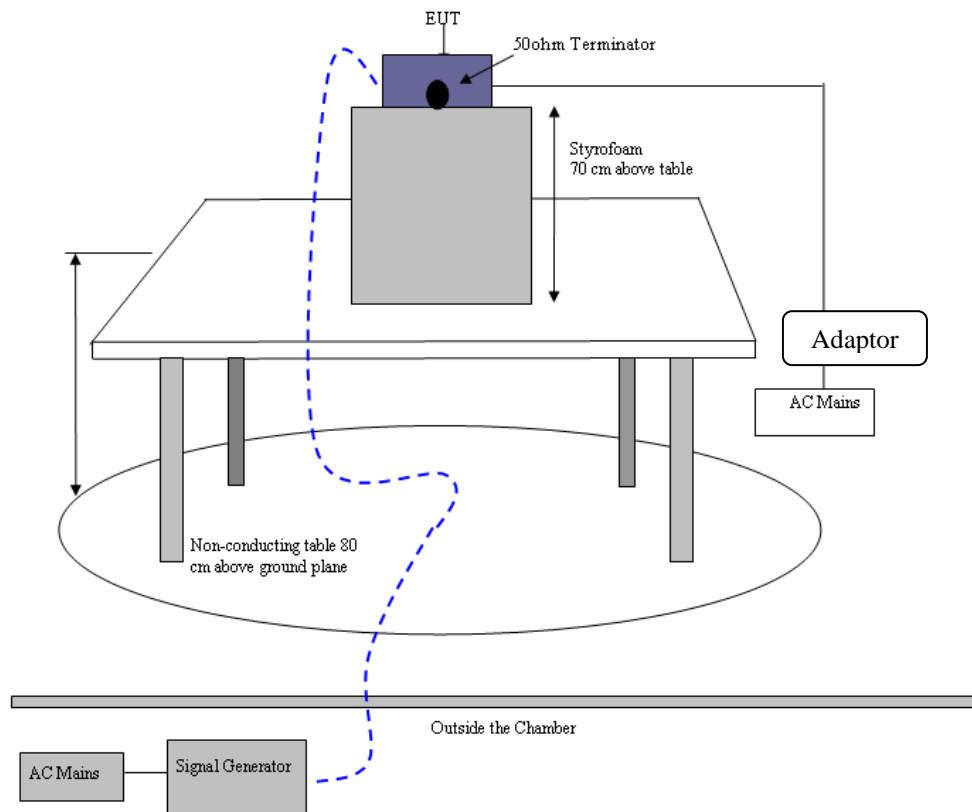 EUT
50ohm Terminator
Styrofoam
70 cm above table
Adaptor
AC Mains
Non-conducting table 80
cm above ground plane
Outside the Chamber
AC Mains
Signal Generator